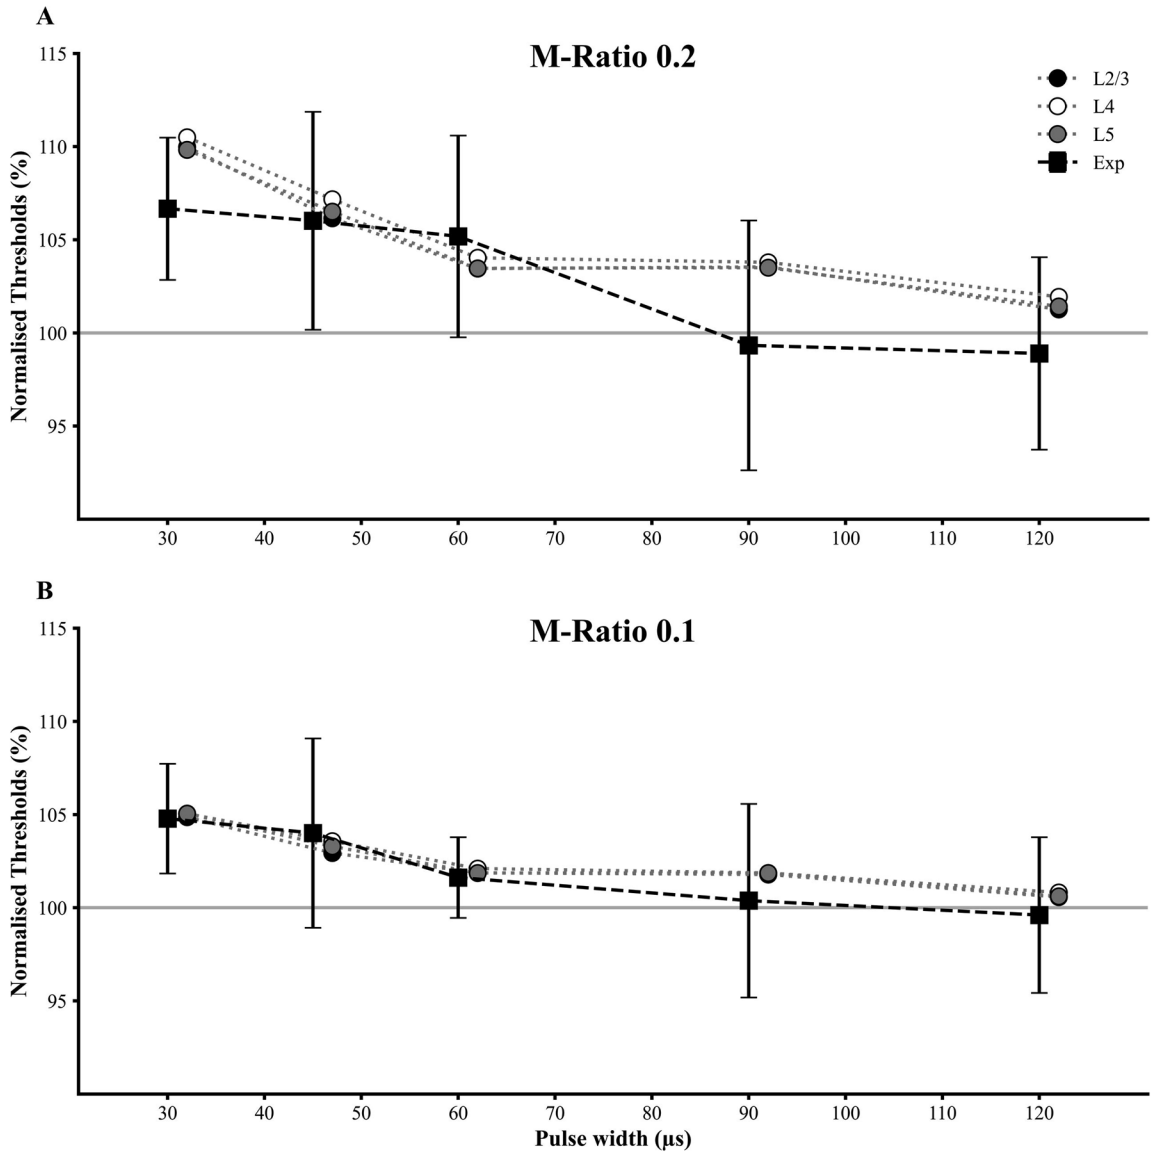 A
M-Ratio 0.2
L2/3
L4
L5
Exp
Normalised Thresholds (%)
115
110
105
100
95
30 40 50 60 70 80 90 100 110 120
B
M-Ratio 0.1
Normalised Thresholds (%)
115
110
105
100
95
30 40 50 60 70 80 90 100 110 120
Pulse width (μs)